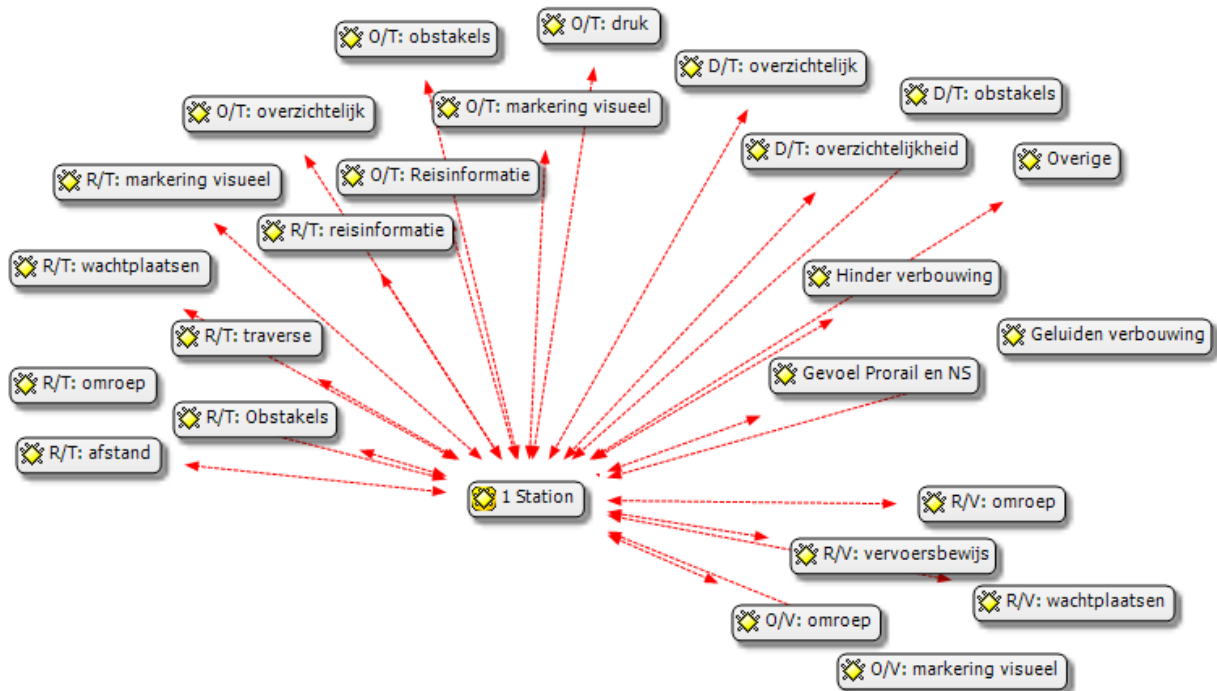 O/T: druk
O/T: obstakels
D/T: overzichtelijk
D/T: obstakels
O/T: markering visueel
O/T: overzichtelijk
D/T: overzichtelijkheid
Overige
O/T: Reisinformatie
R/T: markering visueel
R/T: reisinformatie
R/T: wachtplaatsen
Hinder verbouwing
R/T: traverse
Geluiden verbouwing
Gevoel Prorail en NS
R/T: omroep
R/T: Obstakels
R/T: afstand
1 Station
R/V: omroep
R/V: vervoersbewijs
R/V: wachtplaatsen
O/V: omroep
O/V: markering visueel